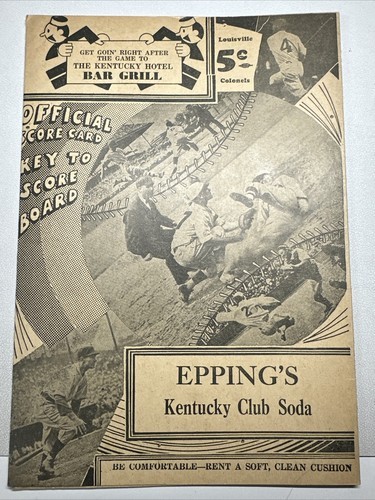 GET GOIN' RIGHT AFTER
THE GAME TO
THE KENTUCKY HOTEL
BAR GRILL
Louisville
5¢
Colonels
4
OFFICIAL
SCORE CARD
KEY TO
SCORE
BOARD
EPPING'S
Kentucky Club Soda
BE COMFORTABLE—RENT A SOFT, CLEAN CUSHION